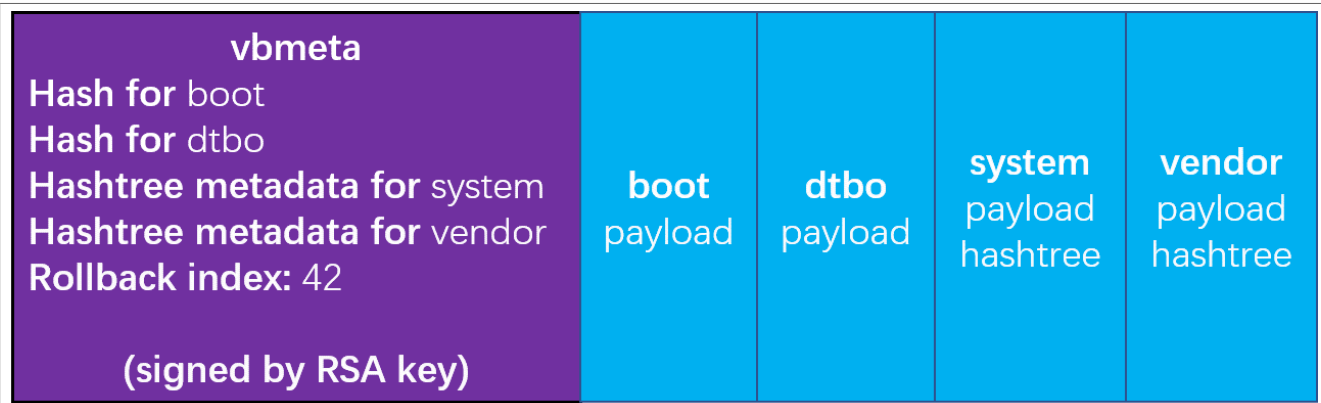 vbmeta
Hash for boot
Hash for dtbo
Hashtree metadata for system
Hashtree metadata for vendor
Rollback index: 42
(signed by RSA key)
boot
payload
dtbo
payload
system
payload
hashtree
vendor
payload
hashtree